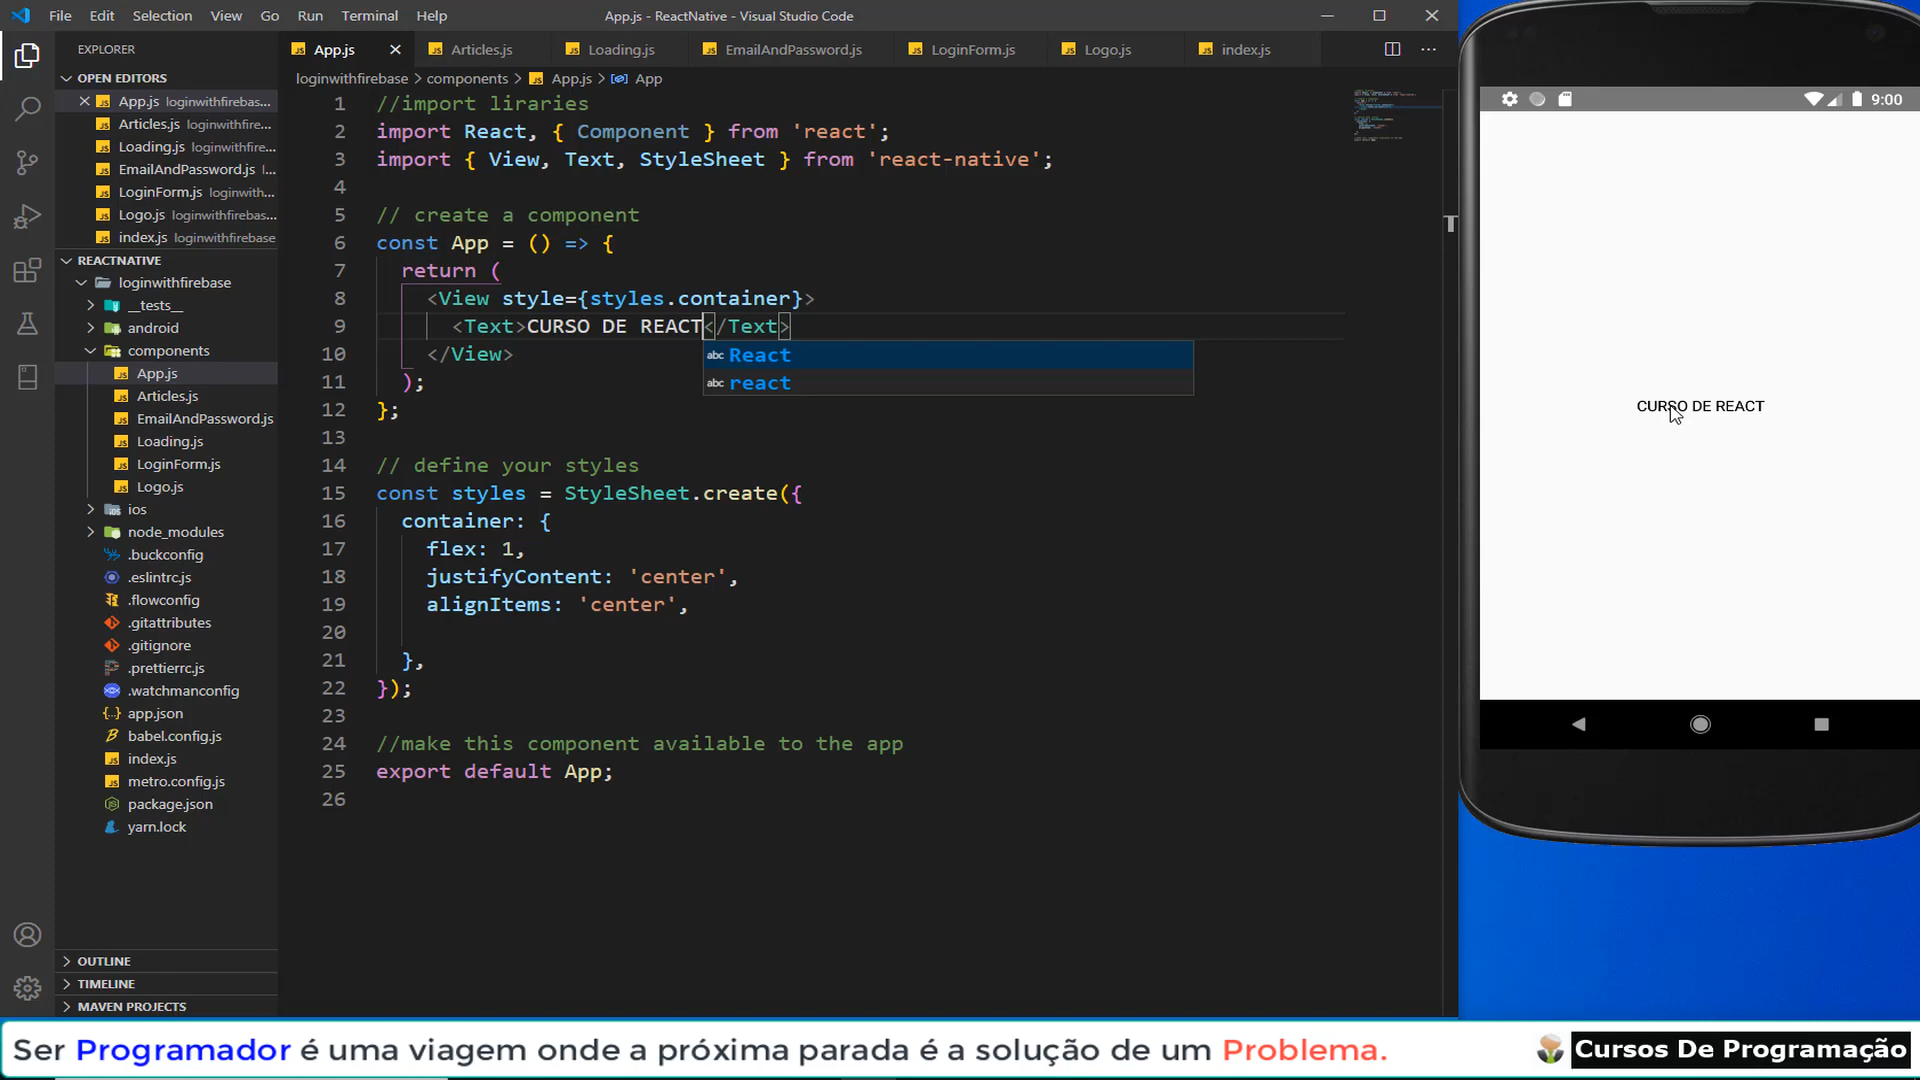 File Edit Selection View Go Run Terminal Help App.js - ReactNative - Visual Studio Code
EXPLORER
OPEN EDITORS
App.js loginwithfirebas...
Articles.js loginwithfire...
Loading.js loginwithfire...
EmailAndPassword.js l...
LoginForm.js loginwith...
Logo.js loginwithfirebas...
index.js loginwithfirebase
REACTNATIVE
loginwithfirebase
__tests__
android
components
App.js
Articles.js
EmailAndPassword.js
Loading.js
LoginForm.js
Logo.js
ios
node_modules
.buckconfig
.eslintrc.js
.flowconfig
.gitattributes
.gitignore
.prettierrc.js
.watchmanconfig
app.json
babel.config.js
index.js
metro.config.js
package.json
yarn.lock
OUTLINE
TIMELINE
MAVEN PROJECTS
App.js Articles.js Loading.js EmailAndPassword.js LoginForm.js Logo.js index.js
loginwithfirebase > components > App.js > App
1 //import liraries
2 import React, { Component } from 'react';
3 import { View, Text, StyleSheet } from 'react-native';
4
5 // create a component
6 const App = () => {
7 return (
8 <View style={styles.container}>
9 <Text>CURSO DE REACT</Text>
10 </View>
11 );
12 };
13
14 // define your styles
15 const styles = StyleSheet.create({
16 container: {
17 flex: 1,
18 justifyContent: 'center',
19 alignItems: 'center',
20
21 },
22 });
23
24 //make this component available to the app
25 export default App;
26
abc React
abc react
9:00
CURSO DE REACT
Ser Programador é uma viagem onde a próxima parada é a solução de um Problema.
Cursos De Programação